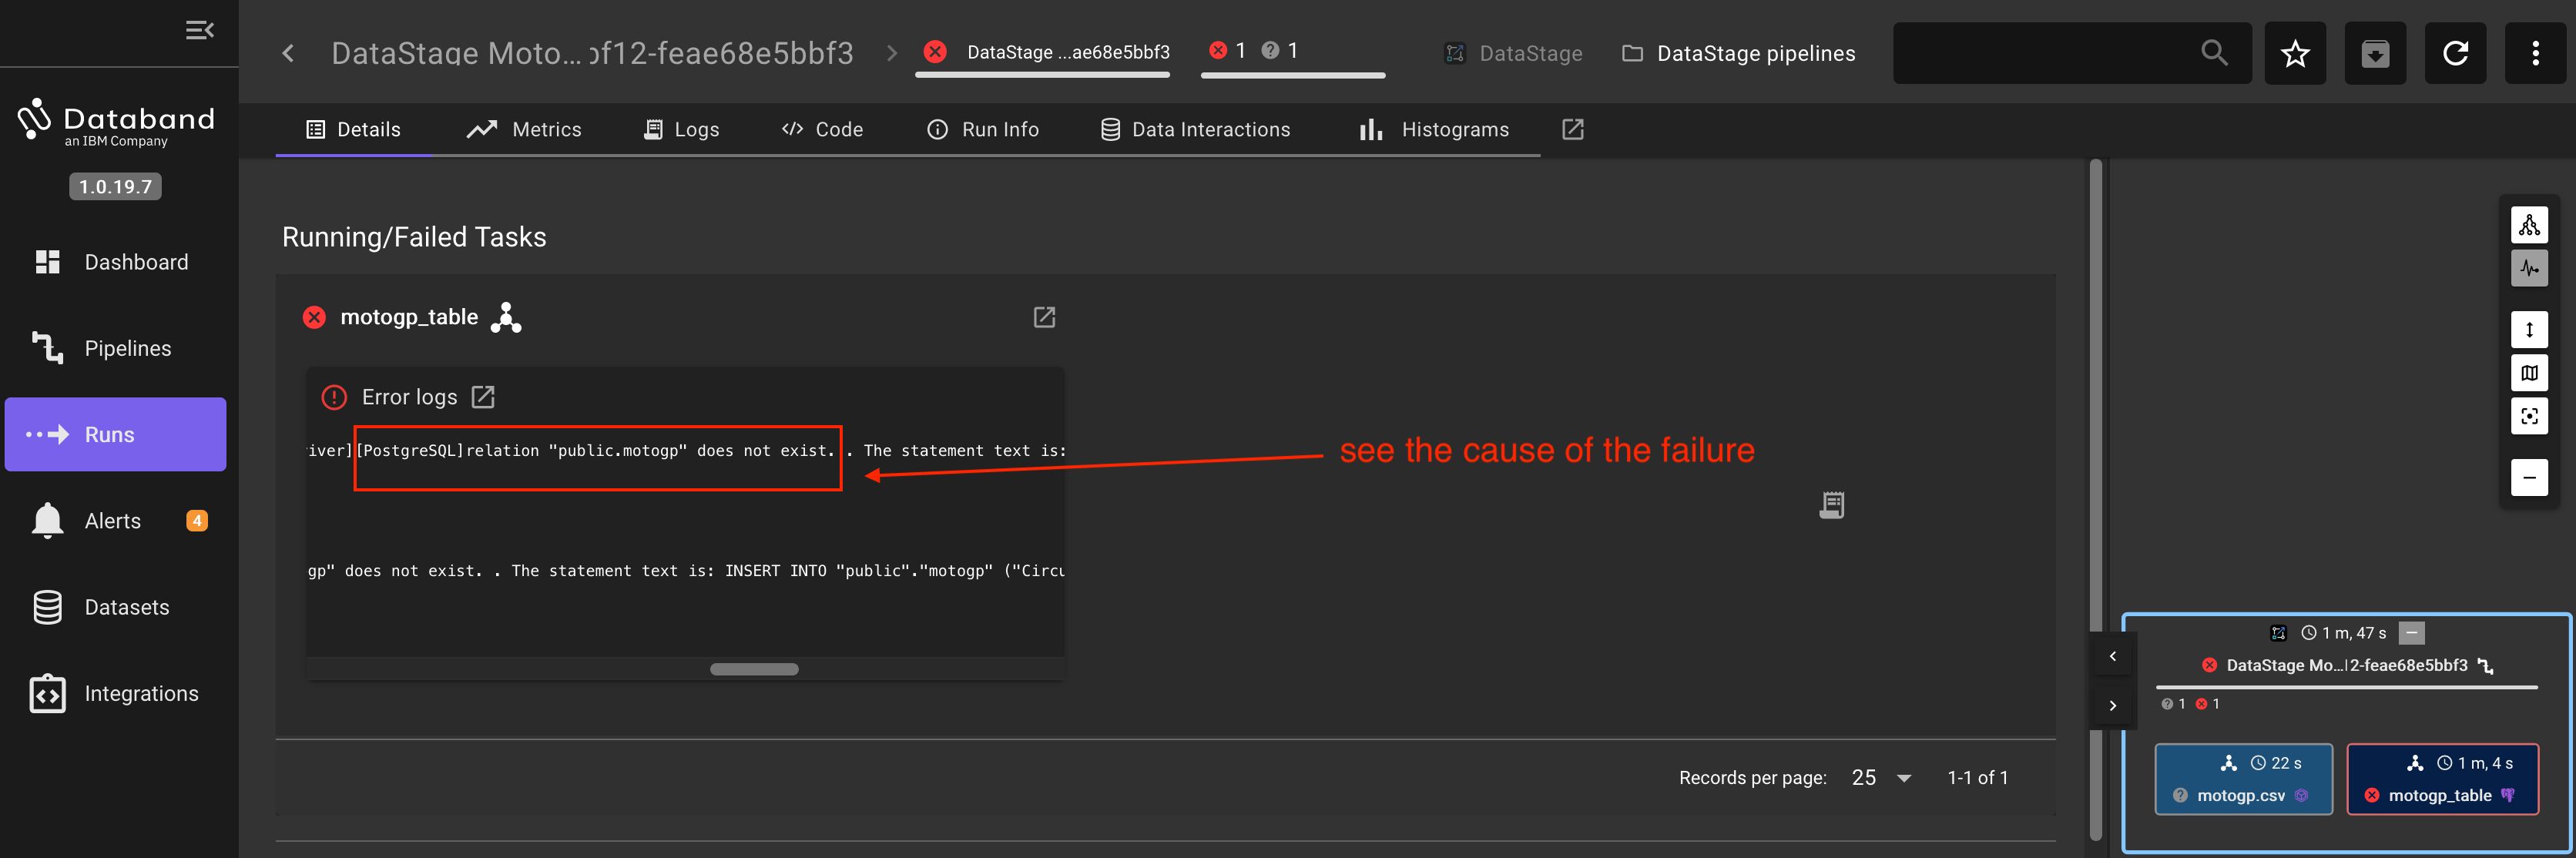 DataStage Moto... bf12-feae68e5bbf3
DataStage ...ae68e5bbf3
1 1
DataStage
DataStage pipelines
Databand
an IBM Company
1.0.19.7
Dashboard
Pipelines
Runs
Alerts
4
Datasets
Integrations
Details
Metrics
Logs
Code
Run Info
Data Interactions
Histograms
Running/Failed Tasks
motogp_table
Error logs
iver][PostgreSQL]relation "public.motogp" does not exist. . The statement text is:
gp" does not exist. . The statement text is: INSERT INTO "public"."motogp" ("Circu
see the cause of the failure
Records per page: 25 1-1 of 1
1 m, 47 s
DataStage Mo...12-feae68e5bbf3
1 1
22 s
motogp.csv
1 m, 4 s
motogp_table